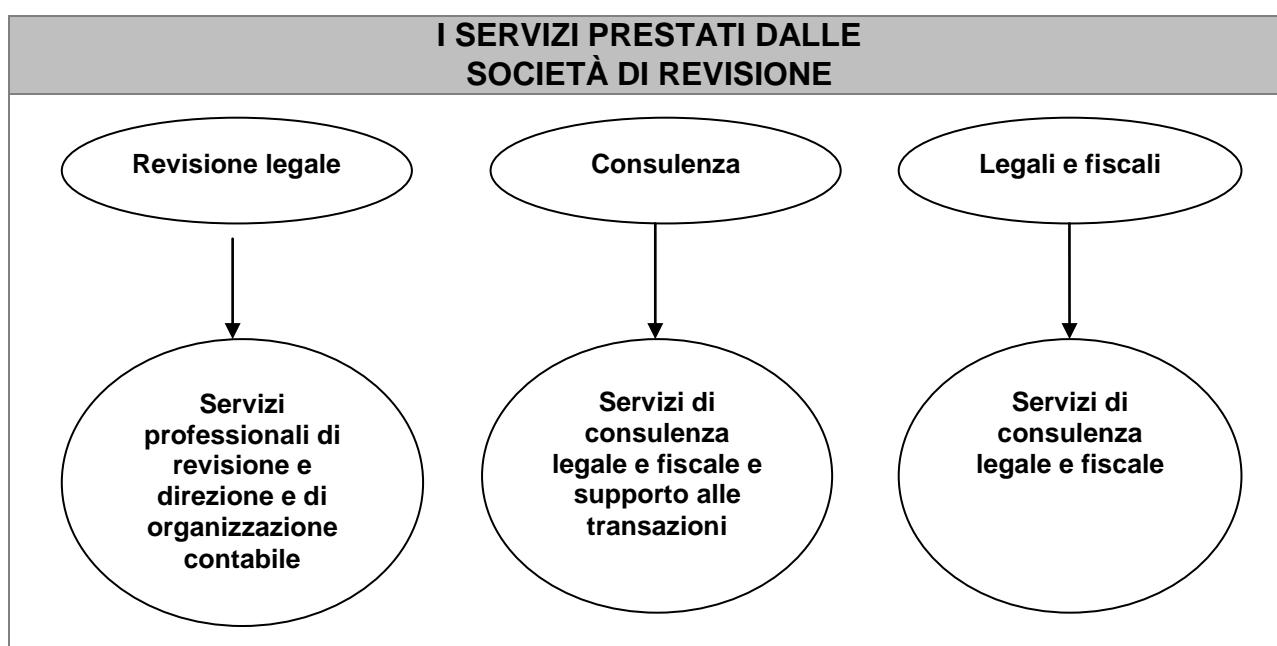 I SERVIZI PRESTATI DALLE
SOCIETÀ DI REVISIONE
Revisione legale
Consulenza
Legali e fiscali
Servizi
professionali di
revisione e
direzione e di
organizzazione
contabile
Servizi di
consulenza
legale e fiscale e
supporto alle
transazioni
Servizi di
consulenza
legale e fiscale